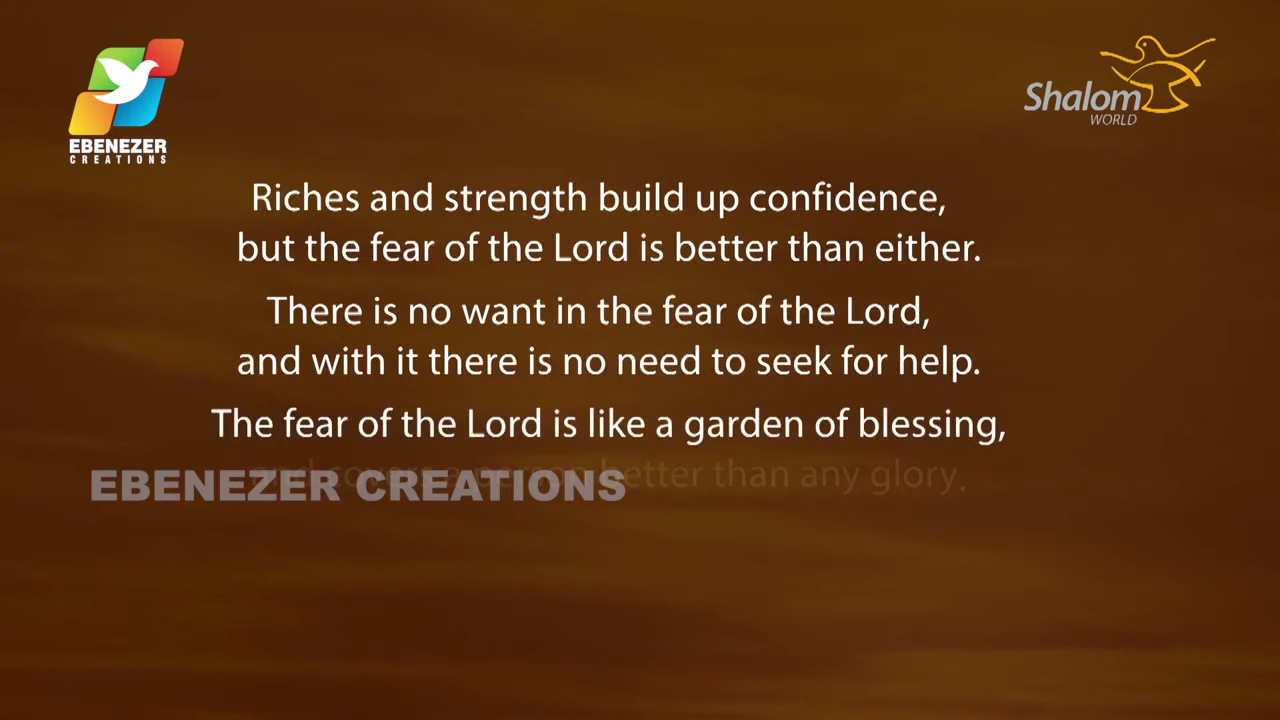 EBENEZER
CREATIONS
Shalom
WORLD
Riches and strength build up confidence,
but the fear of the Lord is better than either.
There is no want in the fear of the Lord,
and with it there is no need to seek for help.
The fear of the Lord is like a garden of blessing,
and covers a person better than any glory.
EBENEZER CREATIONS